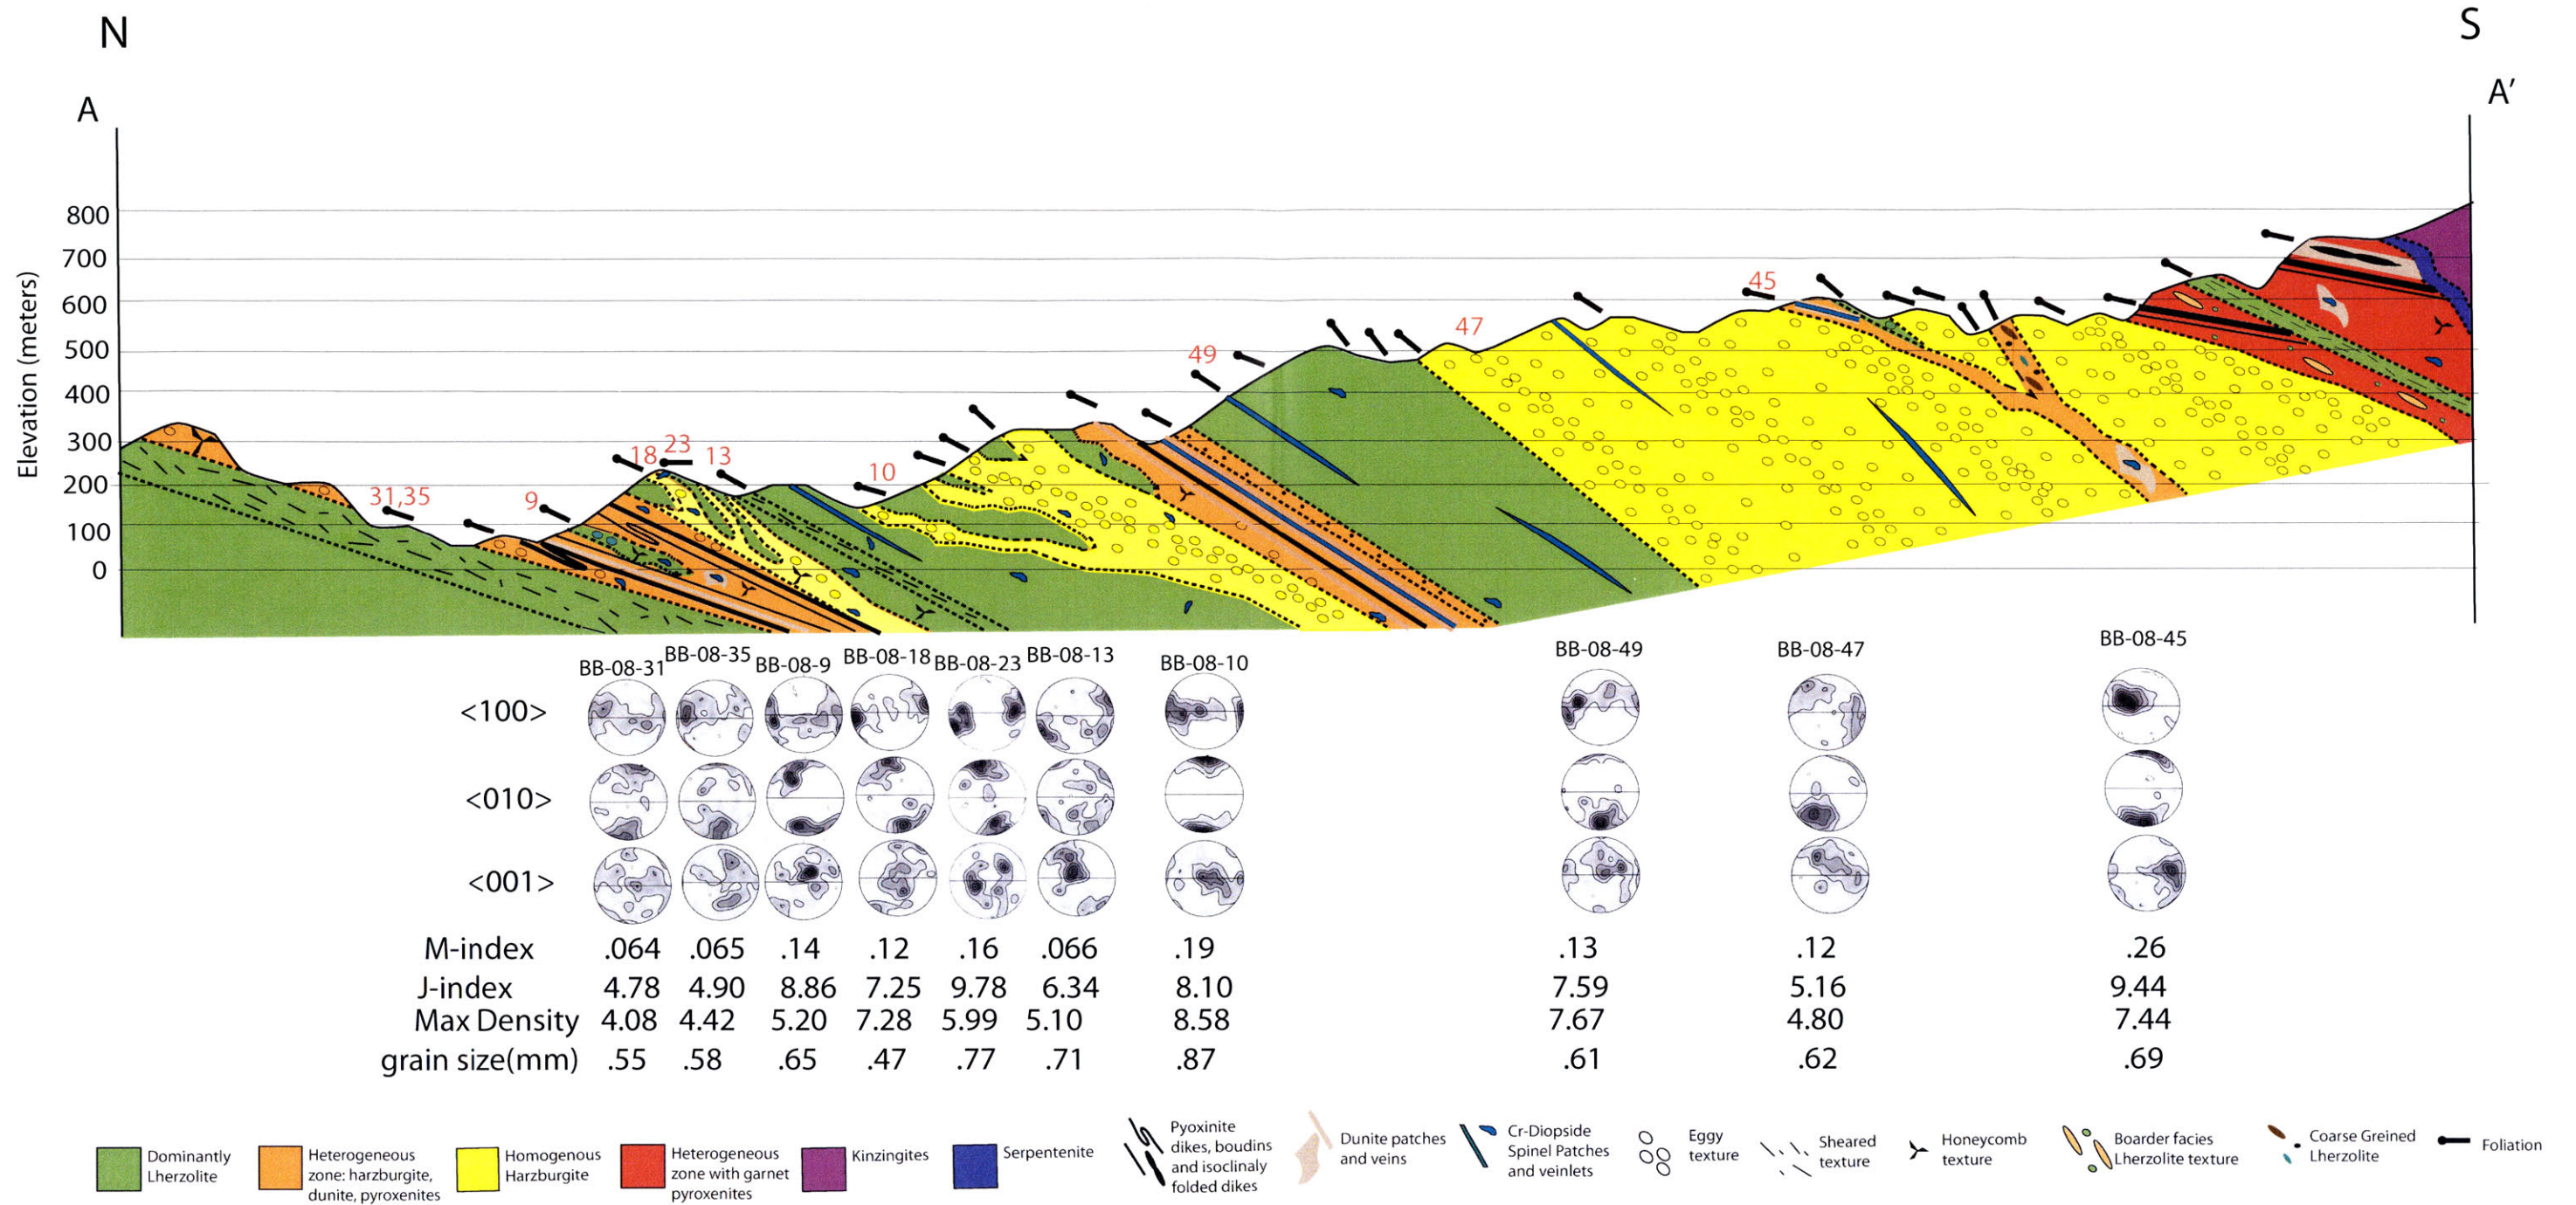 N
S
A
A′
Elevation (meters)
800
700
600
500
400
300
200
100
0
31,35
9
18
23
13
10
49
47
45
BB-08-31
BB-08-35
BB-08-9
BB-08-18
BB-08-23
BB-08-13
BB-08-10
BB-08-49
BB-08-47
BB-08-45
<100>
<010>
<001>
M-index .064 .065 .14 .12 .16 .066 .19 .13 .12 .26
J-index 4.78 4.90 8.86 7.25 9.78 6.34 8.10 7.59 5.16 9.44
Max Density 4.08 4.42 5.20 7.28 5.99 5.10 8.58 7.67 4.80 7.44
grain size(mm) .55 .58 .65 .47 .77 .71 .87 .61 .62 .69
Dominantly
Lherzolite
Heterogeneous
zone: harzburgite,
dunite, pyroxenites
Homogenous
Harzburgite
Heterogeneous
zone with garnet
pyroxenites
Kinzingites
Serpentenite
Pyoxinite
dikes, boudins
and isoclinaly
folded dikes
Dunite patches
and veins
Cr-Diopside
Spinel Patches
and veinlets
Eggy
texture
Sheared
texture
Honeycomb
texture
Boarder facies
Lherzolite texture
Coarse Greined
Lherzolite
Foliation